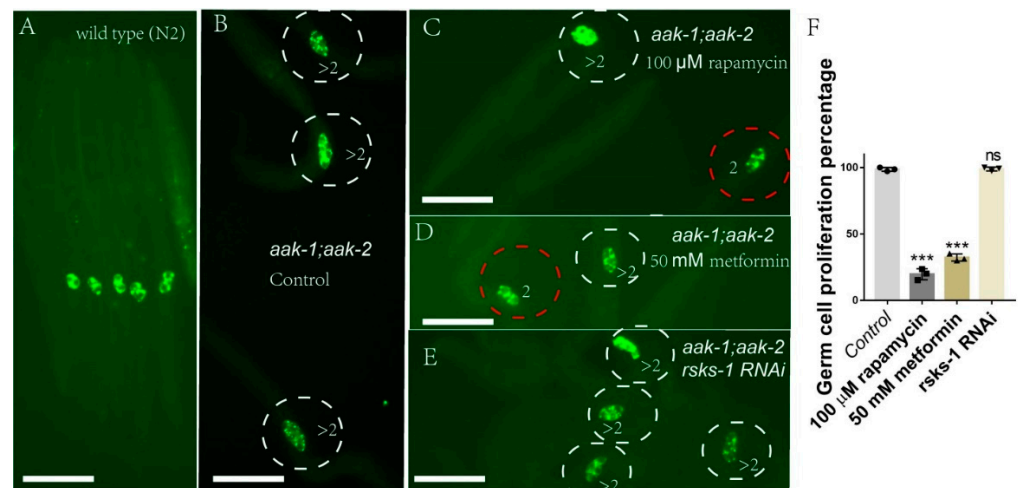 A
wild type (N2)
B
>2
>2
aak-1;aak-2
Control
>2
C
aak-1;aak-2
>2
100 µM rapamycin
2
D
aak-1;aak-2
50 mM metformin
>2
2
E
aak-1;aak-2
rsks-1 RNAi
>2
>2
>2
>2
F
Germ cell proliferation percentage
100
50
0
***
***
ns
Control
100 µM rapamycin
50 mM metformin
rsks-1 RNAi